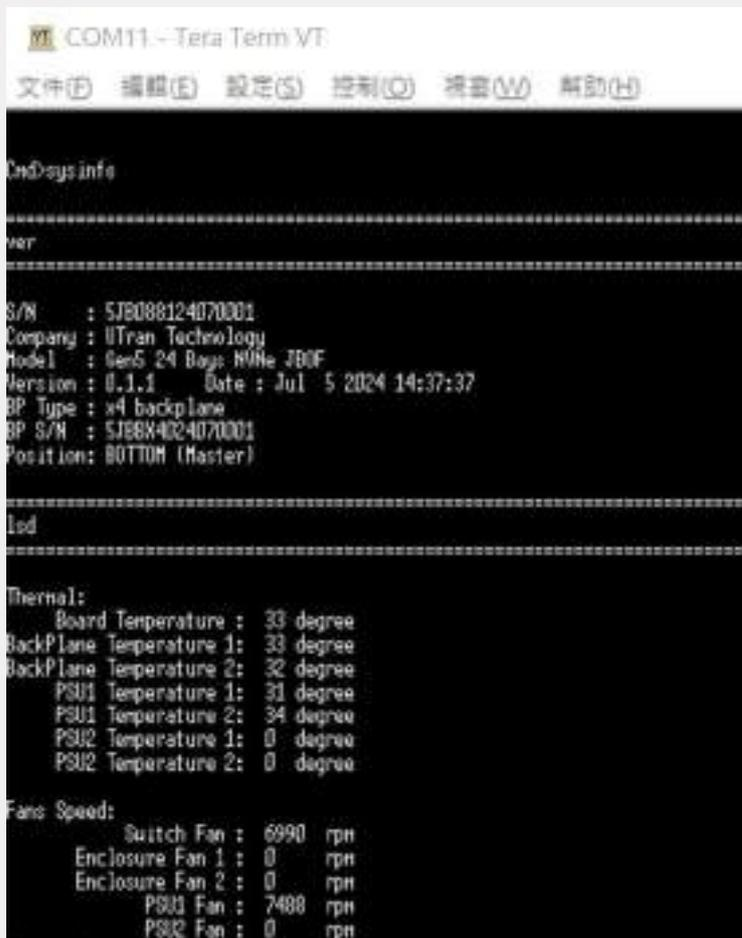 COM11 - Tera Term VT
文件(F) 編輯(E) 設定(S) 控制(O) 視窗(W) 幫助(H)
Cmd>sysinfo
ver
S/N : 5JB088124070001
Company : UTran Technology
Model : Gen5 24 Bays NVMe JBOF
Version : 0.1.1 Date : Jul 5 2024 14:37:37
BP Type : x4 backplane
BP S/N : 5JBBX4024070001
Position: BOTTOM (Master)
lsd
Thermal:
Board Temperature : 33 degree
BackPlane Temperature 1: 33 degree
BackPlane Temperature 2: 32 degree
PSU1 Temperature 1: 31 degree
PSU1 Temperature 2: 34 degree
PSU2 Temperature 1: 0 degree
PSU2 Temperature 2: 0 degree
Fans Speed:
Switch Fan : 6990 rpm
Enclosure Fan 1 : 0 rpm
Enclosure Fan 2 : 0 rpm
PSU1 Fan : 7488 rpm
PSU2 Fan : 0 rpm